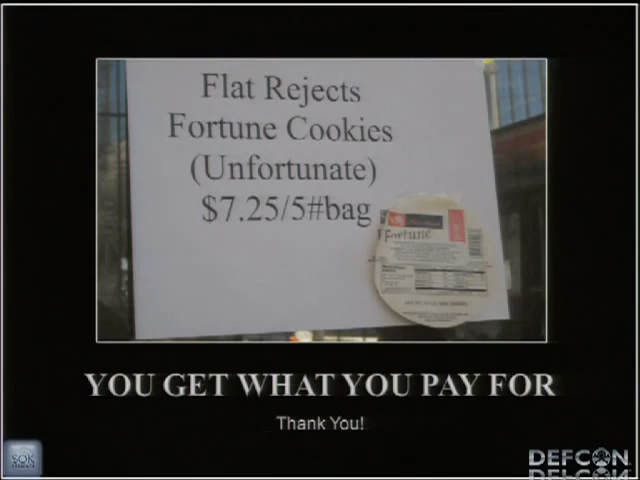 Flat Rejects
Fortune Cookies
(Unfortunate)
$7.25/5#bag
Fortune
YOU GET WHAT YOU PAY FOR
Thank You!
SOK
DEFCON